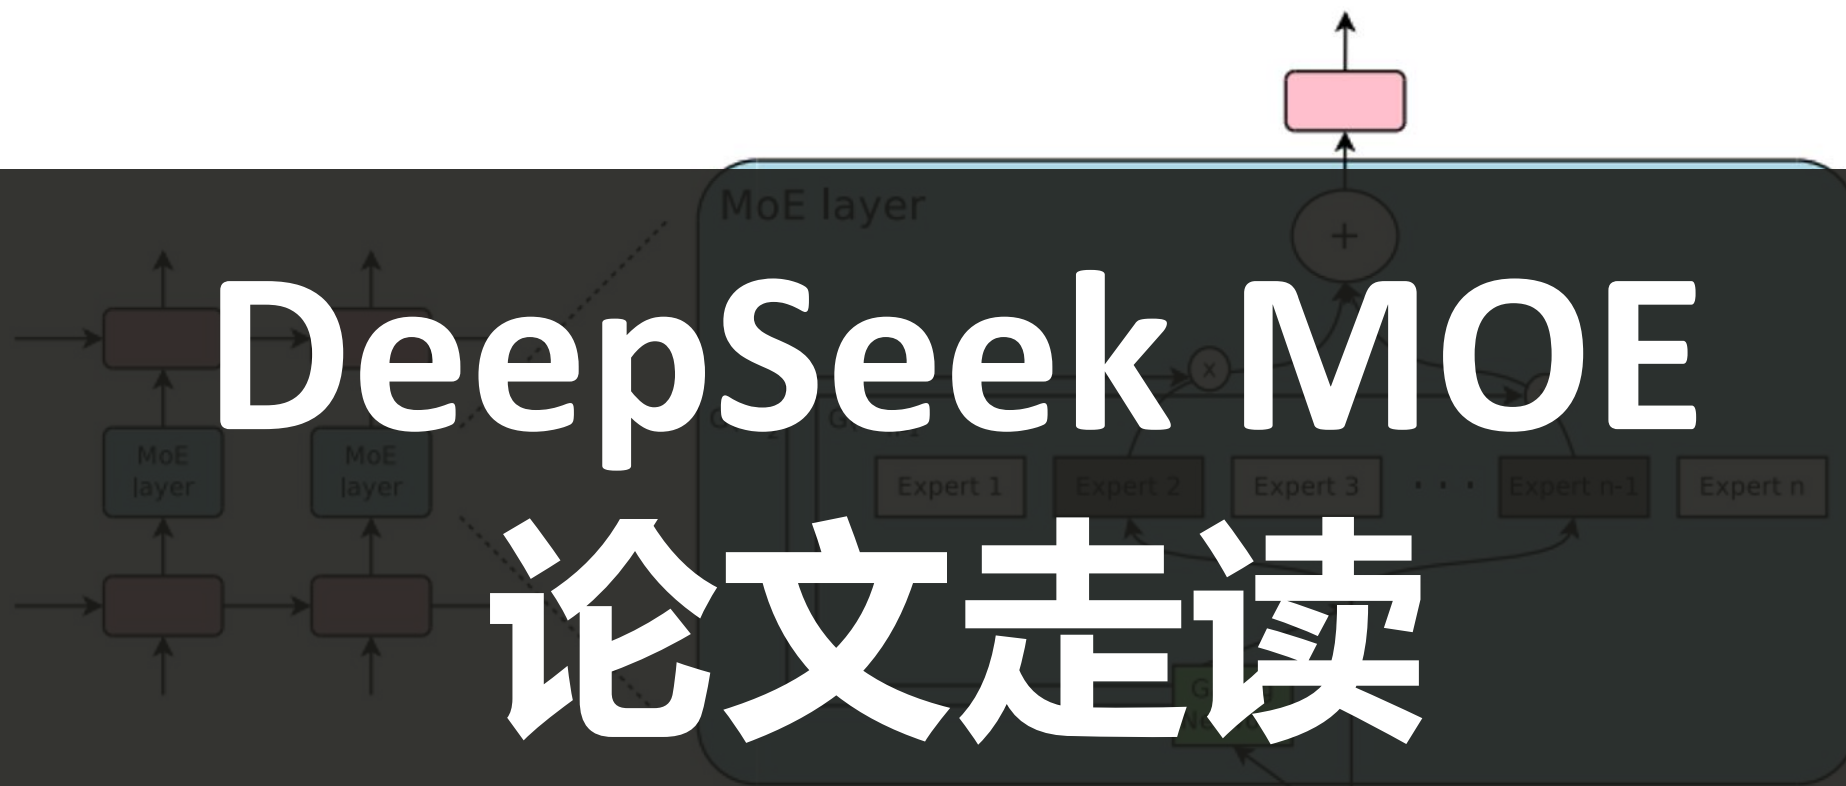 MoE layer
+
DeepSeek MOE
x
MoE
layer
MoE
layer
Expert 1
Expert 2
Expert 3
. . .
Expert n-1
Expert n
论文走读